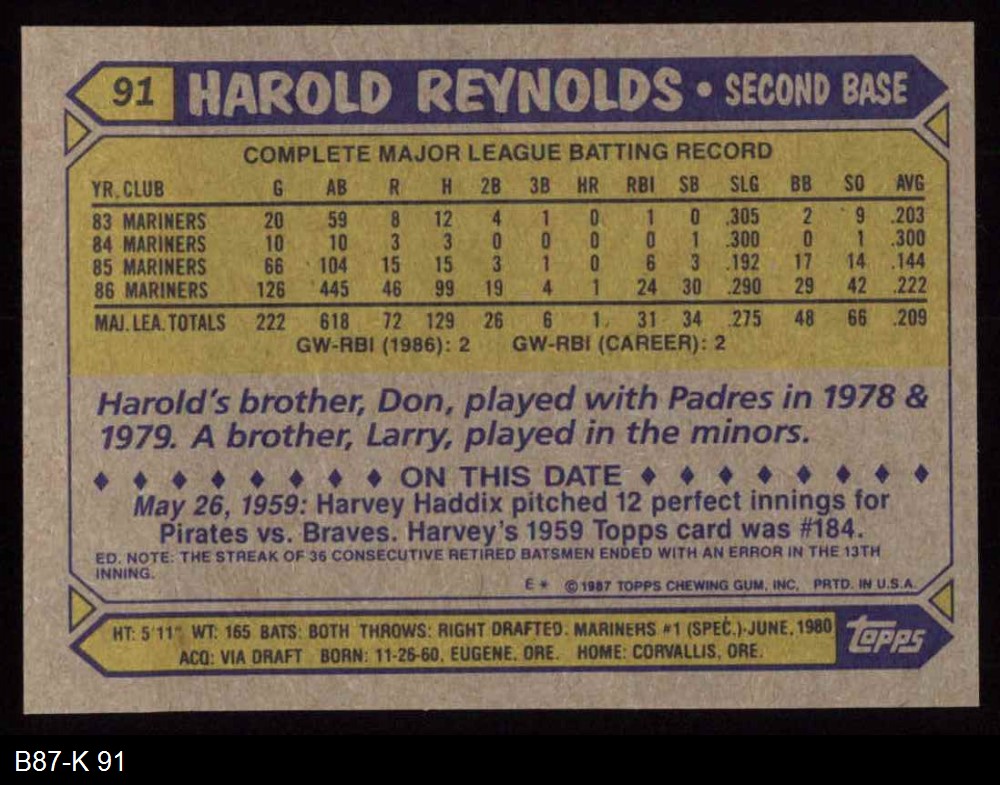 91 HAROLD REYNOLDS • SECOND BASE
COMPLETE MAJOR LEAGUE BATTING RECORD
YR. CLUB G AB R H 2B 3B HR RBI SB SLG BB SO AVG
83 MARINERS 20 59 8 12 4 1 0 1 0 .305 2 9 .203
84 MARINERS 10 10 3 3 0 0 0 0 1 .300 0 1 .300
85 MARINERS 66 104 15 15 3 1 0 6 3 .192 17 14 .144
86 MARINERS 126 445 46 99 19 4 1 24 30 .290 29 42 .222
MAJ. LEA. TOTALS 222 618 72 129 26 6 1 31 34 .275 48 66 .209
GW-RBI (1986): 2 GW-RBI (CAREER): 2
Harold's brother, Don, played with Padres in 1978 &
1979. A brother, Larry, played in the minors.
♦ ♦ ♦ ♦ ♦ ♦ ♦ ♦ ON THIS DATE ♦ ♦ ♦ ♦ ♦ ♦ ♦ ♦
May 26, 1959: Harvey Haddix pitched 12 perfect innings for
Pirates vs. Braves. Harvey's 1959 Topps card was #184.
ED. NOTE: THE STREAK OF 36 CONSECUTIVE RETIRED BATSMEN ENDED WITH AN ERROR IN THE 13TH
INNING.
E * © 1987 TOPPS CHEWING GUM, INC. PRTD. IN U.S.A.
HT: 5'11" WT: 165 BATS: BOTH THROWS: RIGHT DRAFTED: MARINERS #1 (SPEC.)-JUNE, 1980
ACQ: VIA DRAFT BORN: 11-26-60, EUGENE, ORE. HOME: CORVALLIS, ORE.
Topps
B87-K 91